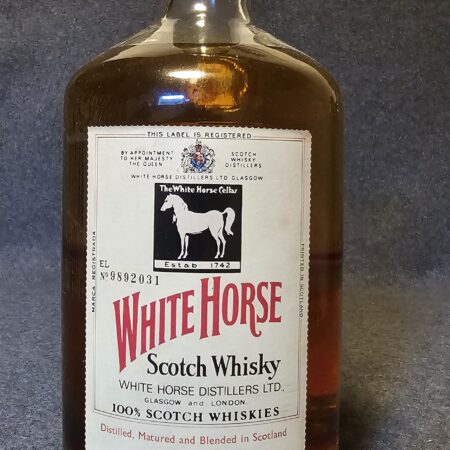 THIS LABEL IS REGISTERED
BY APPOINTMENT
TO HER MAJESTY
THE QUEEN
SCOTCH
WHISKY
DISTILLERS
WHITE HORSE DISTILLERS LTD GLASGOW
The White Horse Cellar
Estab 1742
EL
Nº 9892031
MARCA REGISTRADA
PRINTED IN SCOTLAND
WHITE HORSE
Scotch Whisky
WHITE HORSE DISTILLERS LTD.,
GLASGOW and LONDON.
100% SCOTCH WHISKIES
Distilled, Matured and Blended in Scotland